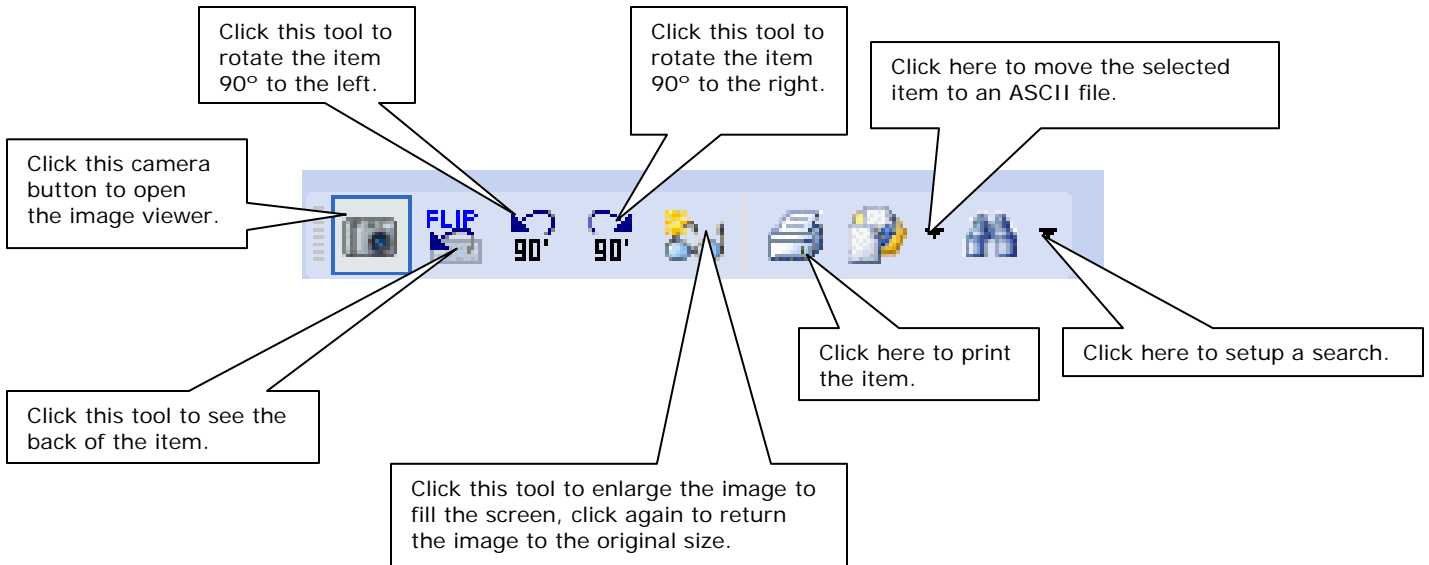 Click this tool to
rotate the item
90° to the left.
Click this tool to
rotate the item
90° to the right.
Click here to move the selected
item to an ASCII file.
Click this camera
button to open
the image viewer.
FLIP
90'
90'
Click here to print
the item.
Click here to setup a search.
Click this tool to see the
back of the item.
Click this tool to enlarge the image to
fill the screen, click again to return
the image to the original size.